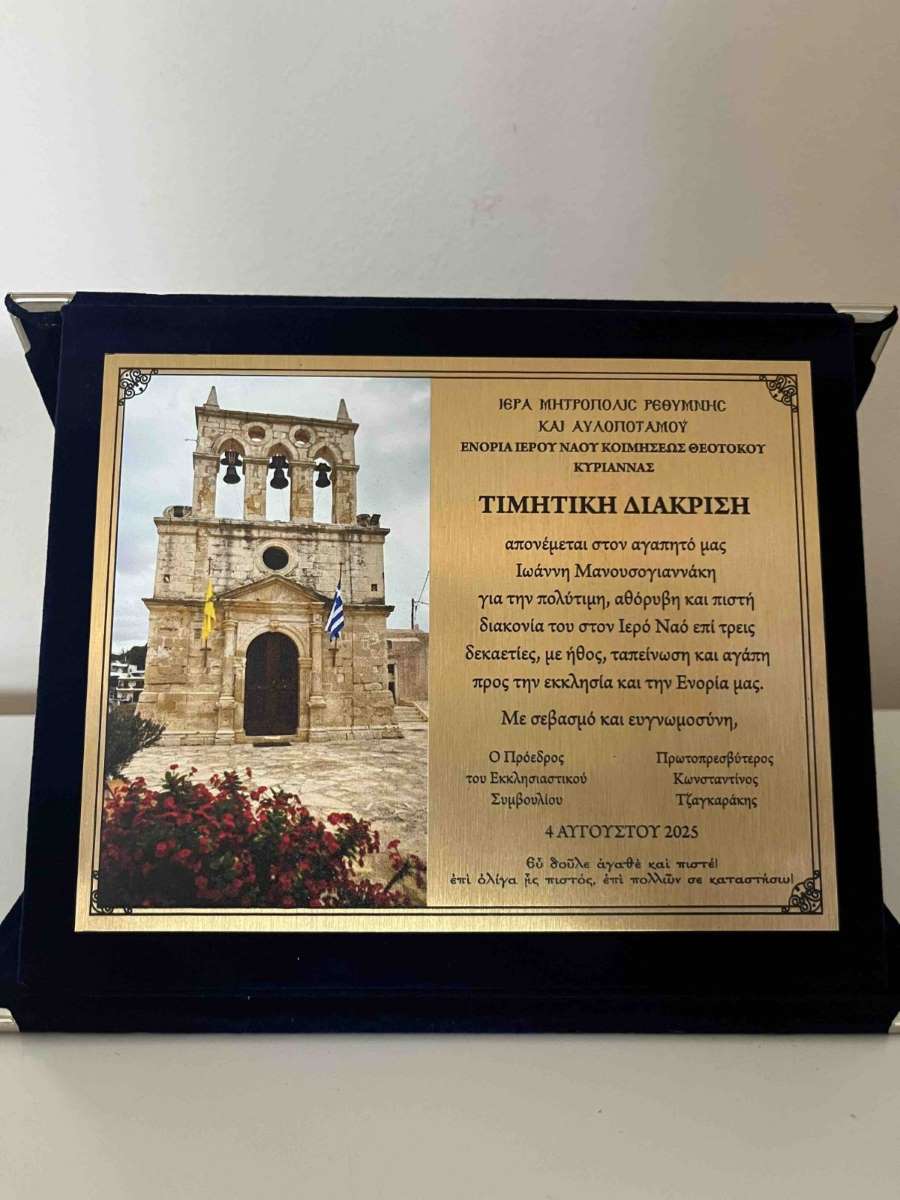 ΙΕΡΑ ΜΗΤΡΟΠΟΛΙΣ ΡΕΘΥΜΝΗΣ
ΚΑΙ ΑΥΛΟΠΟΤΑΜΟΥ
ΕΝΟΡΙΑ ΙΕΡΟΥ ΝΑΟΥ ΚΟΙΜΗΣΕΩΣ ΘΕΟΤΟΚΟΥ
ΚΥΡΙΑΝΝΑΣ
ΤΙΜΗΤΙΚΗ ΔΙΑΚΡΙΣΗ
απονέμεται στον αγαπητό μας
Ιωάννη Μανουσογιαννάκη
για την πολύτιμη, αθόρυβη και πιστή
διακονία του στον Ιερό Ναό επί τρεις
δεκαετίες, με ήθος, ταπείνωση και αγάπη
προς την εκκλησία και την Ενορία μας.
Με σεβασμό και ευγνωμοσύνη,
Ο Πρόεδρος
του Εκκλησιαστικού
Συμβουλίου
Πρωτοπρεσβύτερος
Κωνσταντίνος
Τζαγκαράκης
4 ΑΥΓΟΥΣΤΟΥ 2025
Εὖ δοῦλε ἀγαθὲ καὶ πιστέ!
ἐπὶ ὀλίγα ἦς πιστός, ἐπὶ πολλῶν σε καταστήσω!